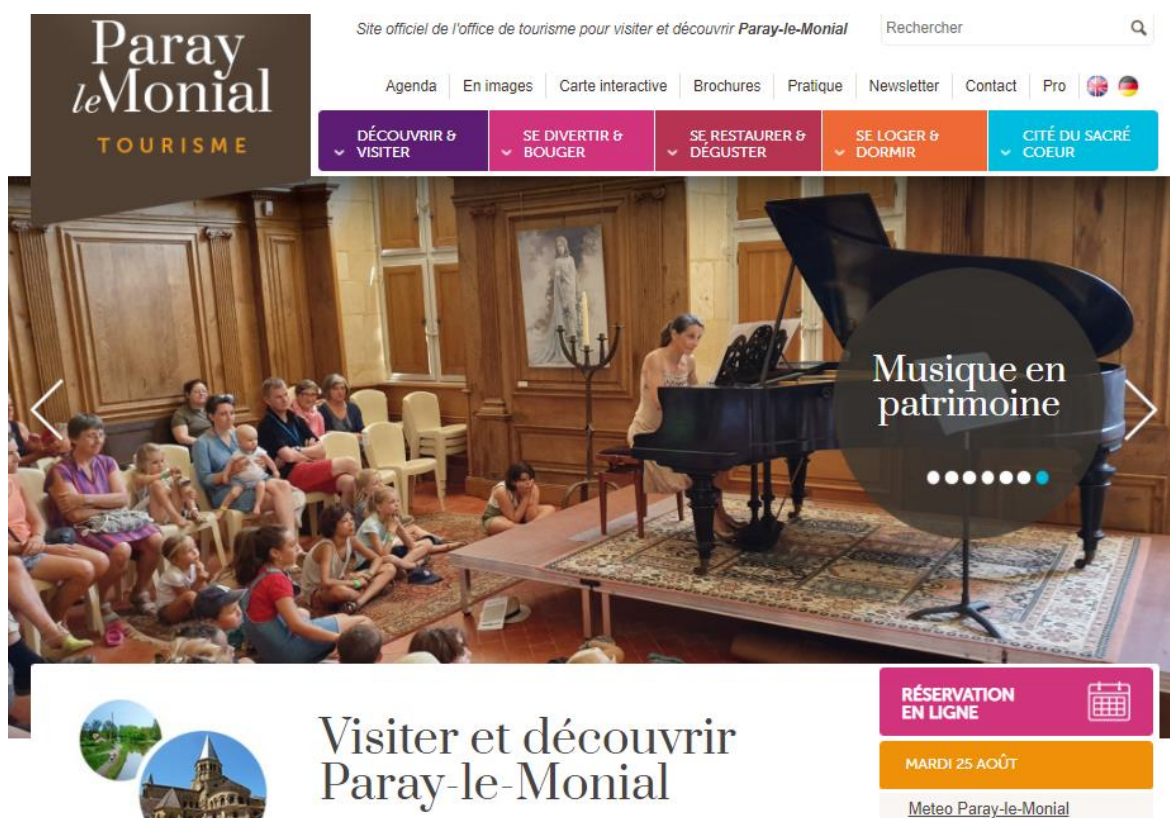 Paray
leMonial
TOURISME
Site officiel de l'office de tourisme pour visiter et découvrir Paray-le-Monial
Rechercher
Agenda
En images
Carte interactive
Brochures
Pratique
Newsletter
Contact
Pro
DÉCOUVRIR &
VISITER
SE DIVERTIR &
BOUGER
SE RESTAURER &
DÉGUSTER
SE LOGER &
DORMIR
CITÉ DU SACRÉ
COEUR
Musique en
patrimoine
Visiter et découvrir
Paray-le-Monial
RÉSERVATION
EN LIGNE
MARDI 25 AOÛT
Meteo Paray-le-Monial